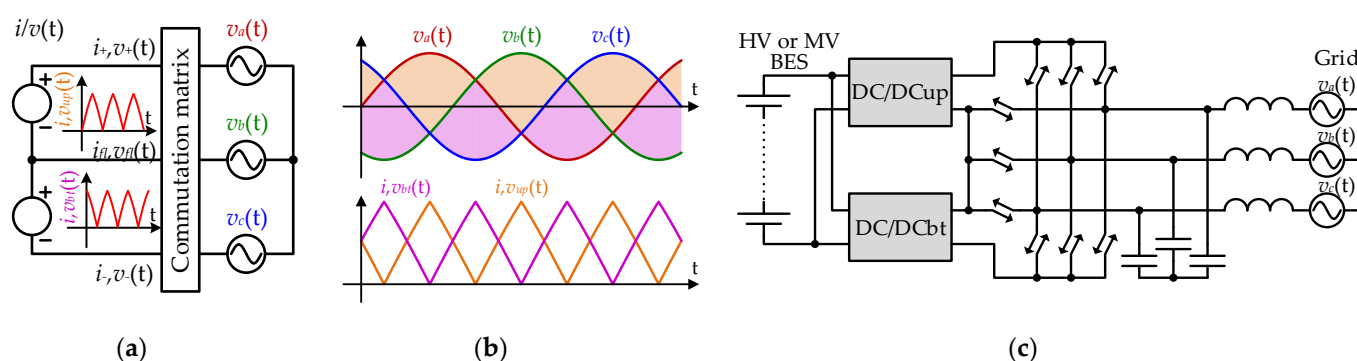 i/v(t)
i+,v+(t)
va(t)
+
i,vup(t)
t
−
ifl,vfl(t)
vb(t)
+
i,vbt(t)
t
−
vc(t)
i-,v-(t)
Commutation matrix
(a)
va(t)
vb(t)
vc(t)
t
i,vbt(t)
i,vup(t)
t
(b)
HV or MV
BES
DC/DCup
DC/DCbt
Grid
va(t)
vb(t)
vc(t)
(c)